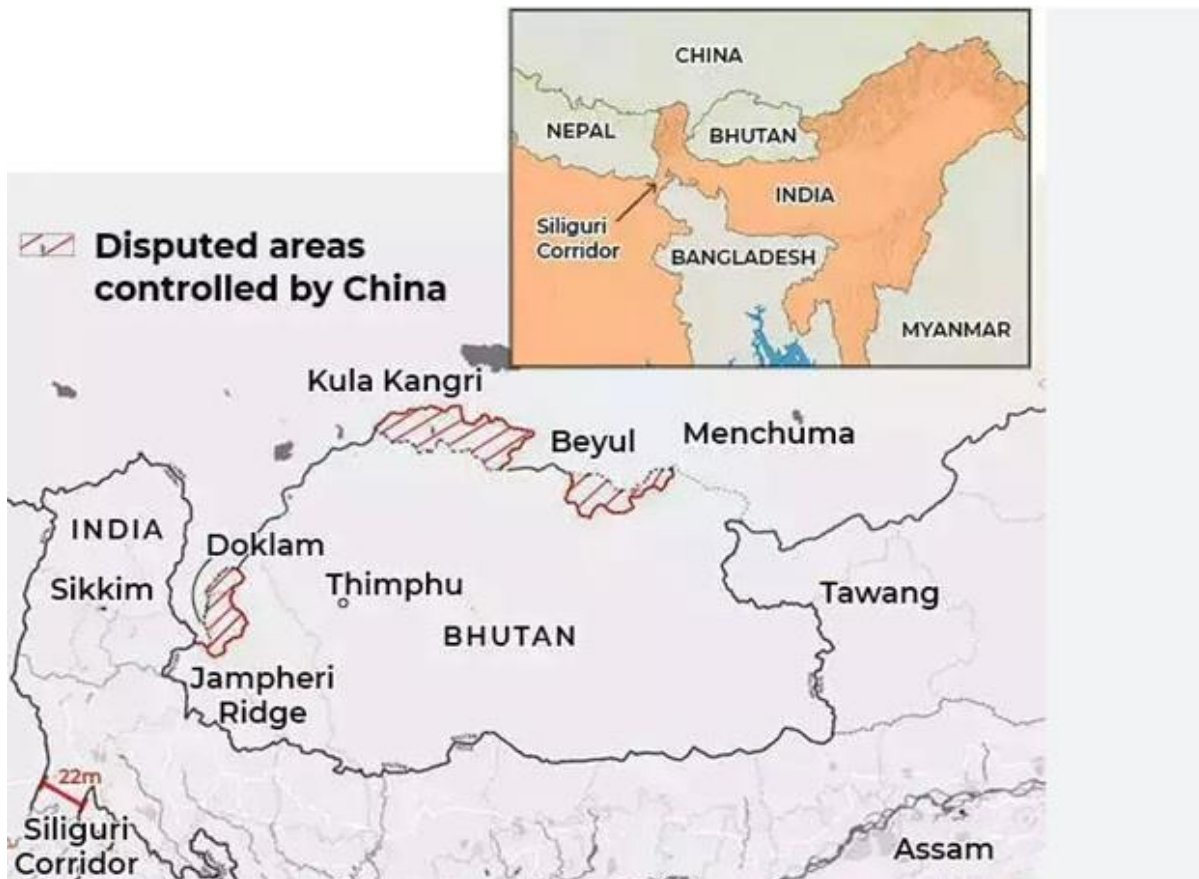 CHINA
NEPAL
BHUTAN
INDIA
Siliguri
Corridor
BANGLADESH
MYANMAR
Disputed areas
controlled by China
Kula Kangri
Beyul
Menchuma
INDIA
Doklam
Sikkim
Thimphu
Tawang
BHUTAN
Jampheri
Ridge
22m
Siliguri
Corridor
Assam